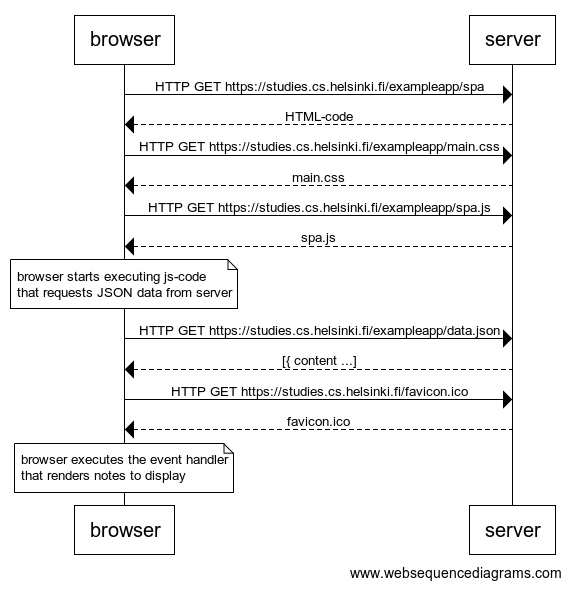 browser
server
HTTP GET https://studies.cs.helsinki.fi/exampleapp/spa
HTML-code
HTTP GET https://studies.cs.helsinki.fi/exampleapp/main.css
main.css
HTTP GET https://studies.cs.helsinki.fi/exampleapp/spa.js
spa.js
browser starts executing js-code
that requests JSON data from server
HTTP GET https://studies.cs.helsinki.fi/exampleapp/data.json
[{ content ...]
HTTP GET https://studies.cs.helsinki.fi/favicon.ico
favicon.ico
browser executes the event handler
that renders notes to display
browser
server
www.websequencediagrams.com